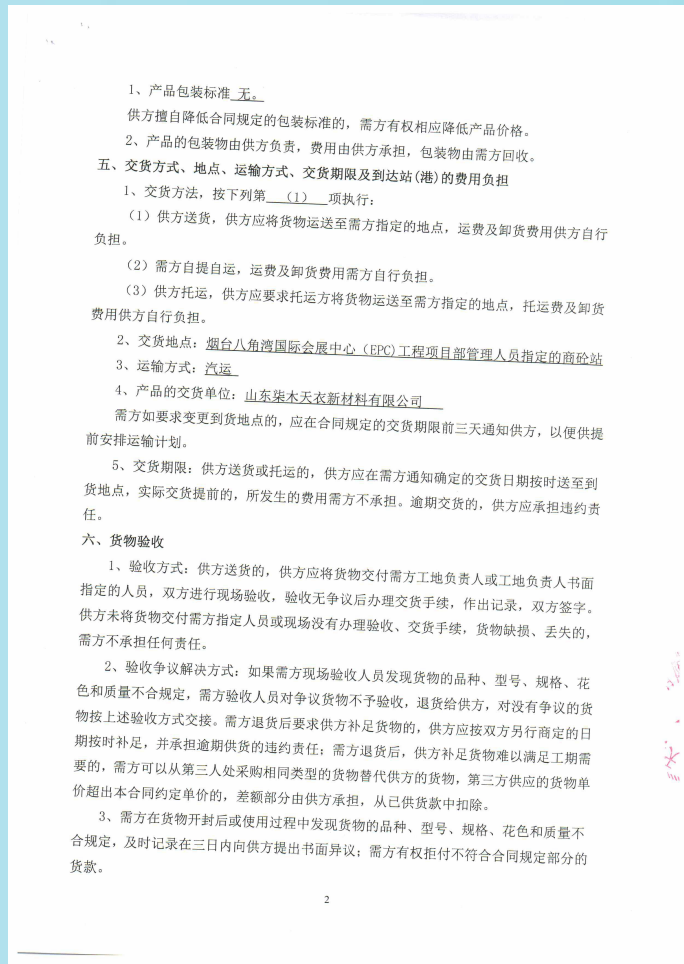 1、产品包装标准 无。
供方擅自降低合同规定的包装标准的，需方有权相应降低产品价格。
2、产品的包装物由供方负责，费用由供方承担，包装物由需方回收。
五、交货方式、地点、运输方式、交货期限及到达站(港)的费用负担
1、交货方法，按下列第 （1） 项执行：
（1）供方送货，供方应将货物运送至需方指定的地点，运费及卸货费用供方自行
负担。
（2）需方自提自运，运费及卸货费用需方自行负担。
（3）供方托运，供方应要求托运方将货物运送至需方指定的地点，托运费及卸货
费用供方自行负担。
2、交货地点：烟台八角湾国际会展中心（EPC)工程项目部管理人员指定的商砼站
3、运输方式：汽运
4、产品的交货单位：山东柒木天衣新材料有限公司
需方如要求变更到货地点的，应在合同规定的交货期限前三天通知供方，以便供提
前安排运输计划。
5、交货期限：供方送货或托运的，供方应在需方通知确定的交货日期按时送至到
货地点，实际交货提前的，所发生的费用需方不承担。逾期交货的，供方应承担违约责
任。
六、货物验收
1、验收方式：供方送货的，供方应将货物交付需方工地负责人或工地负责人书面
指定的人员，双方进行现场验收，验收无争议后办理交货手续，作出记录，双方签字。
供方未将货物交付需方指定人员或现场没有办理验收、交货手续，货物缺损、丢失的，
需方不承担任何责任。
2、验收争议解决方式：如果需方现场验收人员发现货物的品种、型号、规格、花
色和质量不合规定，需方验收人员对争议货物不予验收，退货给供方，对没有争议的货
物按上述验收方式交接。需方退货后要求供方补足货物的，供方应按双方另行商定的日
期按时补足，并承担逾期供货的违约责任；需方退货后，供方补足货物难以满足工期需
要的，需方可以从第三人处采购相同类型的货物替代供方的货物，第三方供应的货物单
价超出本合同约定单价的，差额部分由供方承担，从已供货款中扣除。
3、需方在货物开封后或使用过程中发现货物的品种、型号、规格、花色和质量不
合规定，及时记录在三日内向供方提出书面异议；需方有权拒付不符合合同规定部分的
货款。
2